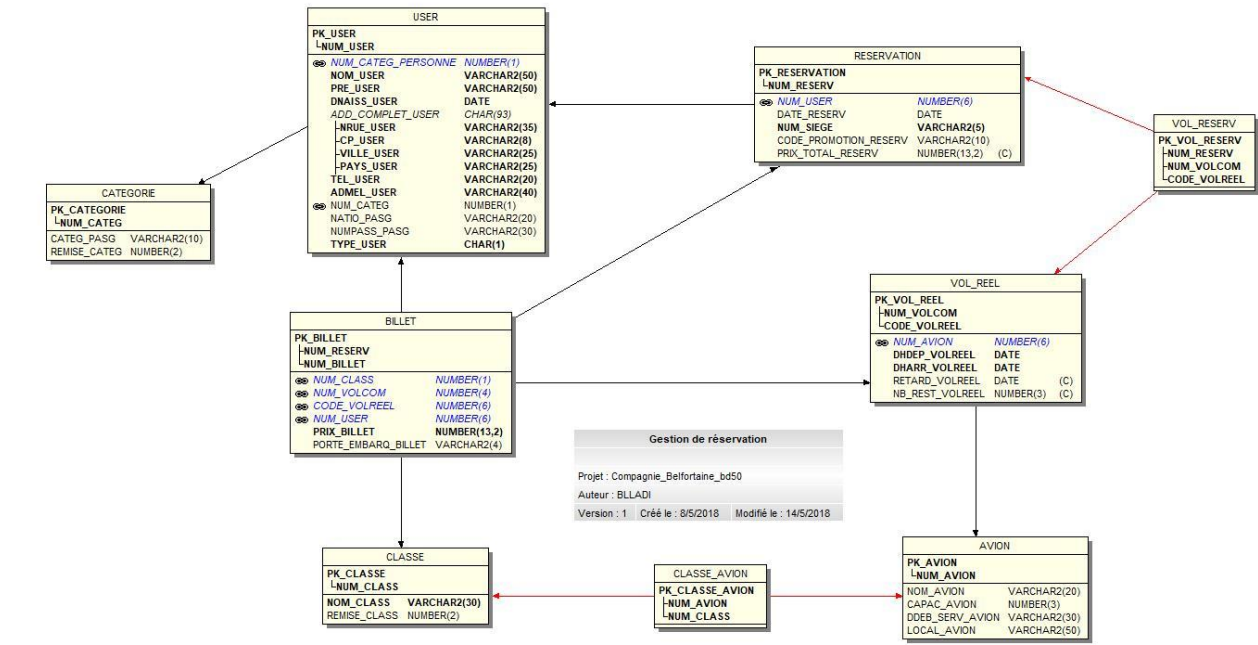 USER
PK_USER
NUM_USER
NUM_CATEG_PERSONNE NUMBER(1)
NOM_USER VARCHAR2(50)
PRE_USER VARCHAR2(50)
DNAISS_USER DATE
ADD_COMPLET_USER CHAR(93)
NRUE_USER VARCHAR2(35)
CP_USER VARCHAR2(8)
VILLE_USER VARCHAR2(25)
PAYS_USER VARCHAR2(25)
TEL_USER VARCHAR2(20)
ADMEL_USER VARCHAR2(40)
NUM_CATEG NUMBER(1)
NATIO_PASG VARCHAR2(20)
NUMPASS_PASG VARCHAR2(30)
TYPE_USER CHAR(1)
RESERVATION
PK_RESERVATION
NUM_RESERV
NUM_USER NUMBER(6)
DATE_RESERV DATE
NUM_SIEGE VARCHAR2(5)
CODE_PROMOTION_RESERV VARCHAR2(10)
PRIX_TOTAL_RESERV NUMBER(13,2) (C)
VOL_RESERV
PK_VOL_RESERV
NUM_RESERV
NUM_VOLCOM
CODE_VOLREEL
CATEGORIE
PK_CATEGORIE
NUM_CATEG
CATEG_PASG VARCHAR2(10)
REMISE_CATEG NUMBER(2)
VOL_REEL
PK_VOL_REEL
NUM_VOLCOM
CODE_VOLREEL
NUM_AVION NUMBER(6)
DHDEP_VOLREEL DATE
DHARR_VOLREEL DATE
RETARD_VOLREEL DATE (C)
NB_REST_VOLREEL NUMBER(3) (C)
BILLET
PK_BILLET
NUM_RESERV
NUM_BILLET
NUM_CLASS NUMBER(1)
NUM_VOLCOM NUMBER(4)
CODE_VOLREEL NUMBER(6)
NUM_USER NUMBER(6)
PRIX_BILLET NUMBER(13,2)
PORTE_EMBARQ_BILLET VARCHAR2(4)
Gestion de réservation
Projet : Compagnie_Belfortaine_bd50
Auteur : BLLADI
Version : 1 Créé le : 8/5/2018 Modifié le : 14/5/2018
CLASSE
PK_CLASSE
NUM_CLASS
NOM_CLASS VARCHAR2(30)
REMISE_CLASS NUMBER(2)
CLASSE_AVION
PK_CLASSE_AVION
NUM_AVION
NUM_CLASS
AVION
PK_AVION
NUM_AVION
NOM_AVION VARCHAR2(20)
CAPAC_AVION NUMBER(3)
DDEB_SERV_AVION VARCHAR2(30)
LOCAL_AVION VARCHAR2(50)